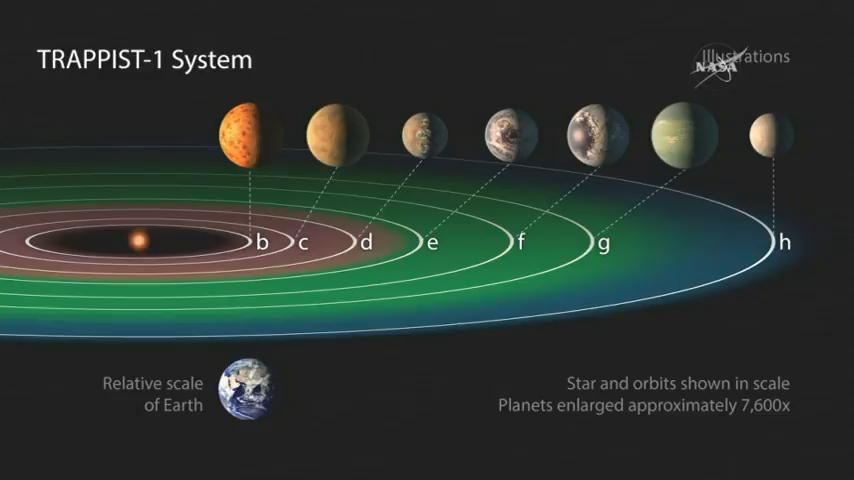 TRAPPIST-1 System
Illustrations
NASA
b
c
d
e
f
g
h
Relative scale
of Earth
Star and orbits shown in scale
Planets enlarged approximately 7,600x